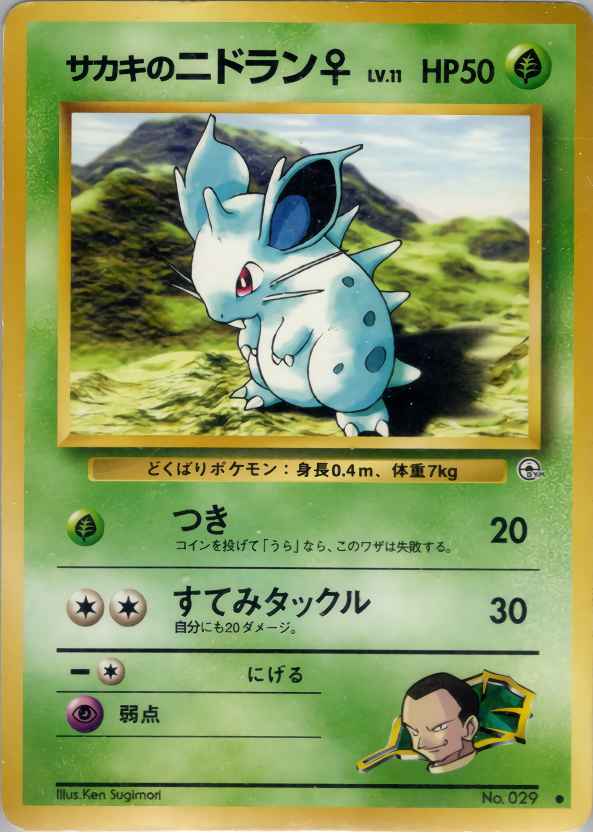 サカキのニドラン♀ LV.11 HP50
どくばりポケモン：身長0.4m、体重7kg
GYM
つき 20
コインを投げて「うら」なら、このワザは失敗する。
すてみタックル 30
自分にも20ダメージ。
にげる
弱点
Illus.Ken Sugimori No.029 ●